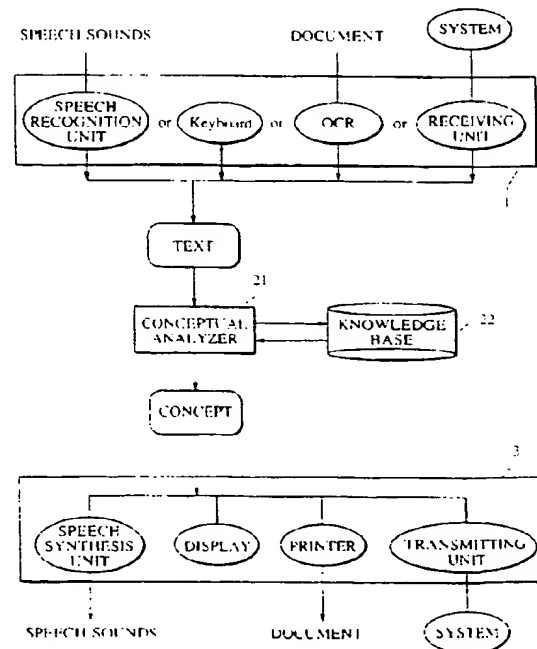 SPEECH SOUNDS
DOCUMENT
SYSTEM
SPEECH
RECOGNITION
UNIT
or
Keyboard
or
OCR
or
RECEIVING
UNIT
1
TEXT
21
CONCEPTUAL
ANALYZER
KNOWLEDGE
BASE
22
CONCEPT
3
SPEECH
SYNTHESIS
UNIT
DISPLAY
PRINTER
TRANSMITTING
UNIT
SPEECH SOUNDS
DOCUMENT
SYSTEM